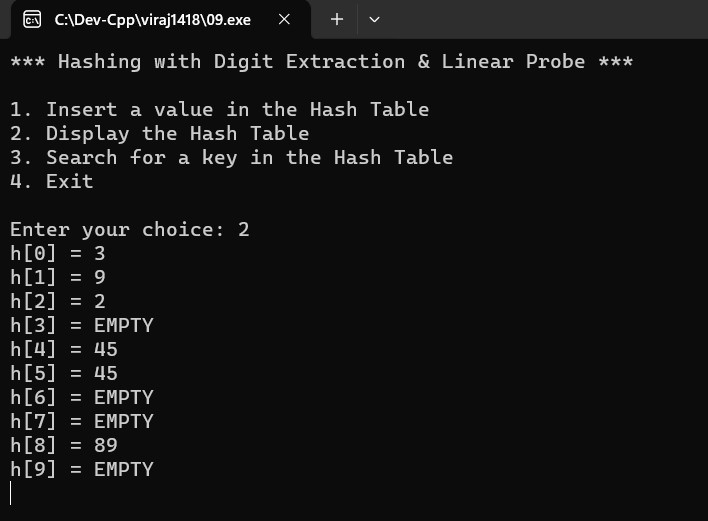 C:\Dev-Cpp\viraj1418\09.exe
*** Hashing with Digit Extraction & Linear Probe ***
1. Insert a value in the Hash Table
2. Display the Hash Table
3. Search for a key in the Hash Table
4. Exit
Enter your choice: 2
h[0] = 3
h[1] = 9
h[2] = 2
h[3] = EMPTY
h[4] = 45
h[5] = 45
h[6] = EMPTY
h[7] = EMPTY
h[8] = 89
h[9] = EMPTY